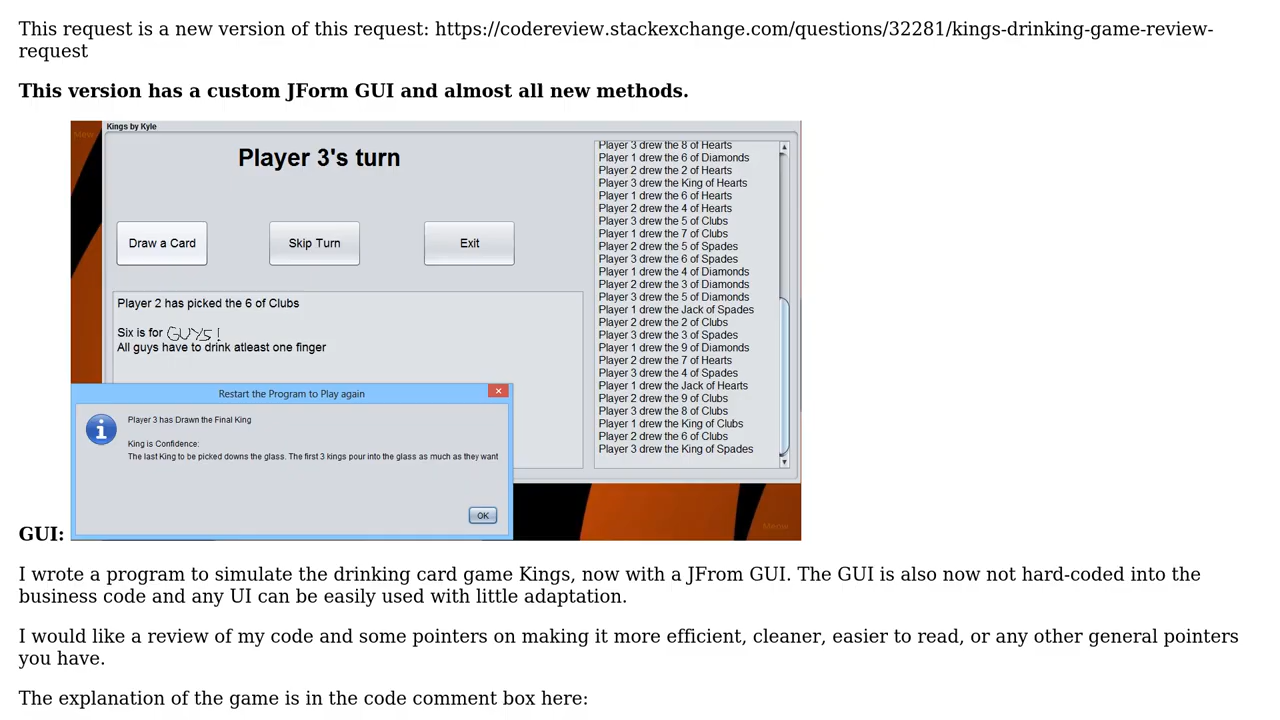 This request is a new version of this request: https://codereview.stackexchange.com/questions/32281/kings-drinking-game-review-
request
This version has a custom JForm GUI and almost all new methods.
New
Kings by Kyle
Player 3's turn
Draw a Card
Skip Turn
Exit
Player 2 has picked the 6 of Clubs
Six is for GUYS!
All guys have to drink atleast one finger
Player 3 drew the 8 of Hearts
Player 1 drew the 6 of Diamonds
Player 2 drew the 2 of Hearts
Player 3 drew the King of Hearts
Player 1 drew the 6 of Hearts
Player 2 drew the 4 of Hearts
Player 3 drew the 5 of Clubs
Player 1 drew the 7 of Clubs
Player 2 drew the 5 of Spades
Player 3 drew the 6 of Spades
Player 1 drew the 4 of Diamonds
Player 2 drew the 3 of Diamonds
Player 3 drew the 5 of Diamonds
Player 1 drew the Jack of Spades
Player 2 drew the 2 of Clubs
Player 3 drew the 3 of Spades
Player 1 drew the 9 of Diamonds
Player 2 drew the 7 of Hearts
Player 3 drew the 4 of Spades
Player 1 drew the Jack of Hearts
Player 2 drew the 9 of Clubs
Player 3 drew the 8 of Clubs
Player 1 drew the King of Clubs
Player 2 drew the 6 of Clubs
Player 3 drew the King of Spades
Restart the Program to Play again
Player 3 has Drawn the Final King
King is Confidence:
The last King to be picked downs the glass. The first 3 kings pour into the glass as much as they want
OK
Menu
GUI:
I wrote a program to simulate the drinking card game Kings, now with a JFrom GUI. The GUI is also now not hard-coded into the
business code and any UI can be easily used with little adaptation.
I would like a review of my code and some pointers on making it more efficient, cleaner, easier to read, or any other general pointers
you have.
The explanation of the game is in the code comment box here: